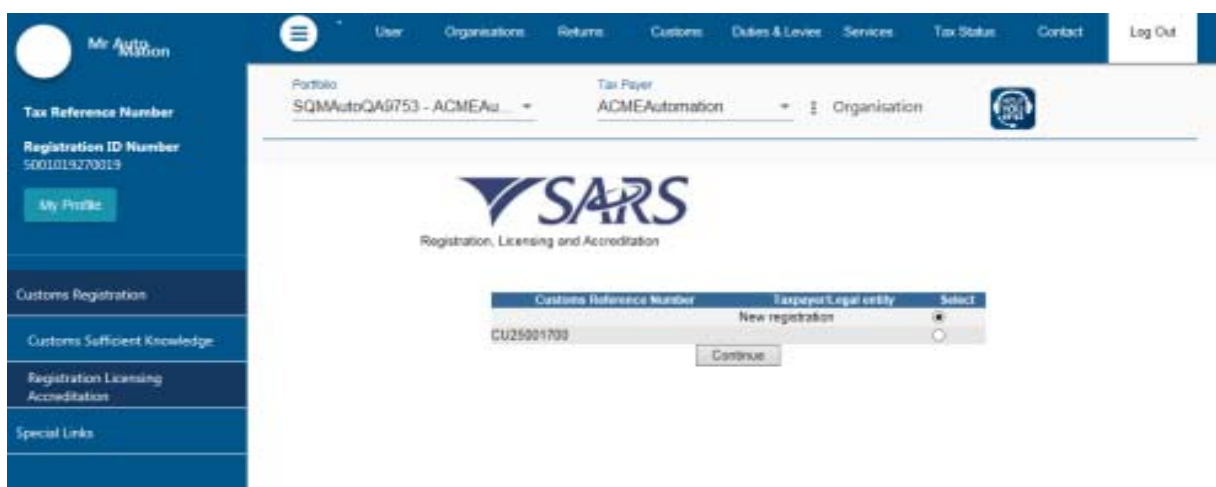 Mr Auto
Mation
User Organisations Returns Customs Duties & Levies Services Tax Status Contact Log Out
Portfolio Tax Payer
SQMAutoQA9753 - ACMEAu... ACMEAutomation Organisation
Tax Reference Number
Registration ID Number
5001019270019
My Profile
SARS
Registration, Licensing and Accreditation
Customs Registration
Customs Sufficient Knowledge
Registration Licensing
Accreditation
Special Links
Customs Reference Number Taxpayer/Legal entity Select
New registration
CU25001700
Continue